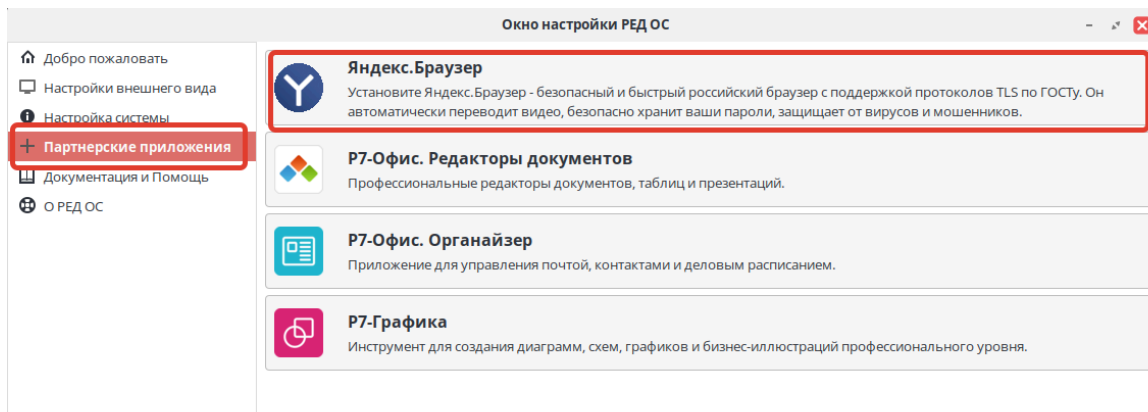 Окно настройки РЕД ОС
Добро пожаловать
Настройки внешнего вида
Настройка системы
Партнерские приложения
Документация и Помощь
О РЕД ОС
Яндекс.Браузер
Установите Яндекс.Браузер - безопасный и быстрый российский браузер с поддержкой протоколов TLS по ГОСТу. Он
автоматически переводит видео, безопасно хранит ваши пароли, защищает от вирусов и мошенников.
Р7-Офис. Редакторы документов
Профессиональные редакторы документов, таблиц и презентаций.
Р7-Офис. Органайзер
Приложение для управления почтой, контактами и деловым расписанием.
Р7-Графика
Инструмент для создания диаграмм, схем, графиков и бизнес-иллюстраций профессионального уровня.